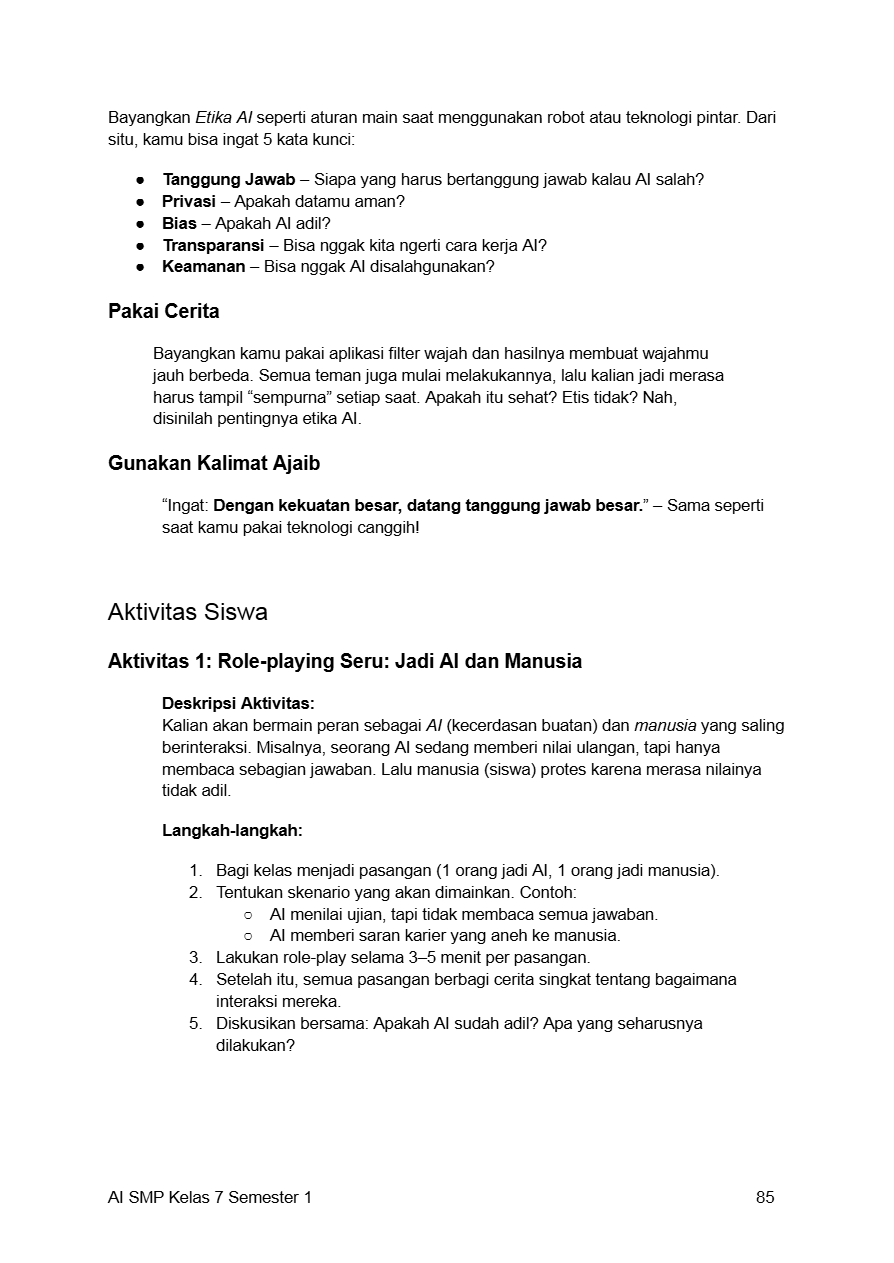 Bayangkan Etika AI seperti aturan main saat menggunakan robot atau teknologi pintar. Dari
situ, kamu bisa ingat 5 kata kunci:
● Tanggung Jawab – Siapa yang harus bertanggung jawab kalau AI salah?
● Privasi – Apakah datamu aman?
● Bias – Apakah AI adil?
● Transparansi – Bisa nggak kita ngerti cara kerja AI?
● Keamanan – Bisa nggak AI disalahgunakan?
Pakai Cerita
Bayangkan kamu pakai aplikasi filter wajah dan hasilnya membuat wajahmu
jauh berbeda. Semua teman juga mulai melakukannya, lalu kalian jadi merasa
harus tampil “sempurna” setiap saat. Apakah itu sehat? Etis tidak? Nah,
disinilah pentingnya etika AI.
Gunakan Kalimat Ajaib
“Ingat: Dengan kekuatan besar, datang tanggung jawab besar.” – Sama seperti
saat kamu pakai teknologi canggih!
Aktivitas Siswa
Aktivitas 1: Role-playing Seru: Jadi AI dan Manusia
Deskripsi Aktivitas:
Kalian akan bermain peran sebagai AI (kecerdasan buatan) dan manusia yang saling
berinteraksi. Misalnya, seorang AI sedang memberi nilai ulangan, tapi hanya
membaca sebagian jawaban. Lalu manusia (siswa) protes karena merasa nilainya
tidak adil.
Langkah-langkah:
1. Bagi kelas menjadi pasangan (1 orang jadi AI, 1 orang jadi manusia).
2. Tentukan skenario yang akan dimainkan. Contoh:
○ AI menilai ujian, tapi tidak membaca semua jawaban.
○ AI memberi saran karier yang aneh ke manusia.
3. Lakukan role-play selama 3–5 menit per pasangan.
4. Setelah itu, semua pasangan berbagi cerita singkat tentang bagaimana
interaksi mereka.
5. Diskusikan bersama: Apakah AI sudah adil? Apa yang seharusnya
dilakukan?
AI SMP Kelas 7 Semester 1 85